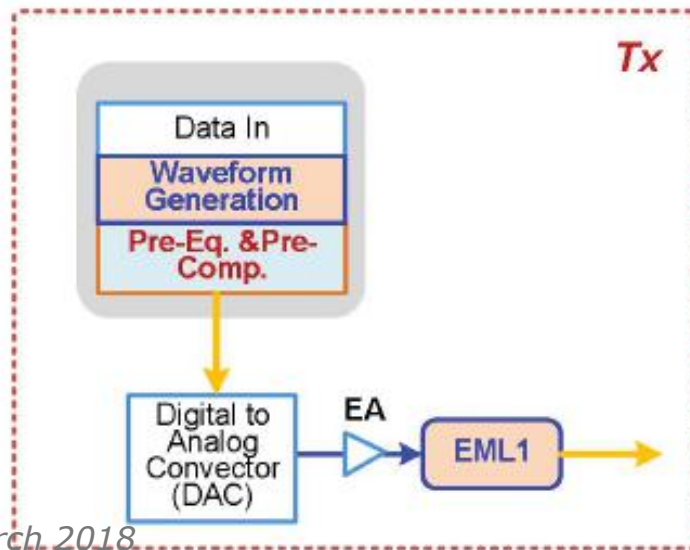 Tx
Data In
Waveform
Generation
Pre-Eq. &Pre-
Comp.
Digital to
Analog
Convector
(DAC)
EA
EML1
rch 2018